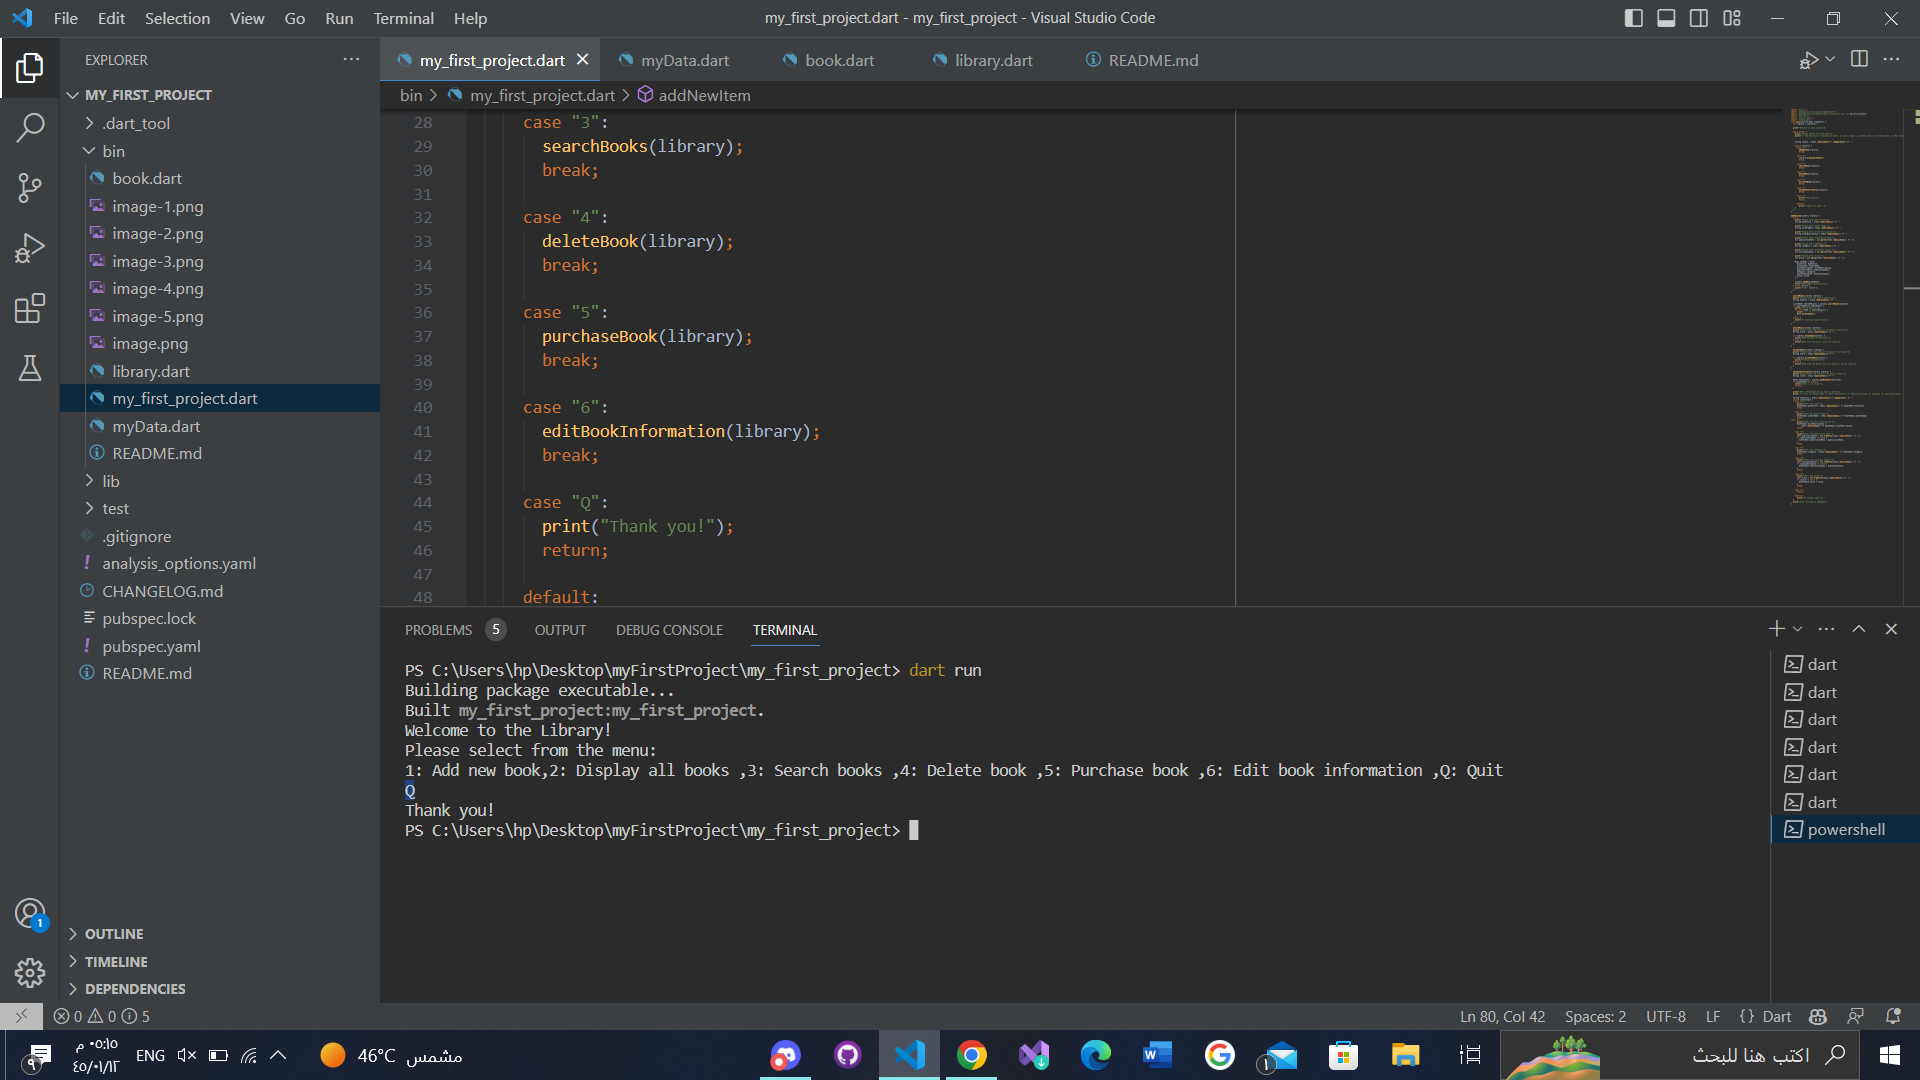 File Edit Selection View Go Run Terminal Help
my_first_project.dart - my_first_project - Visual Studio Code
EXPLORER
MY_FIRST_PROJECT
.dart_tool
bin
book.dart
image-1.png
image-2.png
image-3.png
image-4.png
image-5.png
image.png
library.dart
my_first_project.dart
myData.dart
README.md
lib
test
.gitignore
analysis_options.yaml
CHANGELOG.md
pubspec.lock
pubspec.yaml
README.md
OUTLINE
TIMELINE
DEPENDENCIES
my_first_project.dart myData.dart book.dart library.dart README.md
bin > my_first_project.dart > addNewItem
28 case "3":
29 searchBooks(library);
30 break;
31
32 case "4":
33 deleteBook(library);
34 break;
35
36 case "5":
37 purchaseBook(library);
38 break;
39
40 case "6":
41 editBookInformation(library);
42 break;
43
44 case "Q":
45 print("Thank you!");
46 return;
47
48 default:
PROBLEMS 5 OUTPUT DEBUG CONSOLE TERMINAL
PS C:\Users\hp\Desktop\myFirstProject\my_first_project> dart run
Building package executable...
Built my_first_project:my_first_project.
Welcome to the Library!
Please select from the menu:
1: Add new book,2: Display all books ,3: Search books ,4: Delete book ,5: Purchase book ,6: Edit book information ,Q: Quit
Q
Thank you!
PS C:\Users\hp\Desktop\myFirstProject\my_first_project>
dart
dart
dart
dart
dart
dart
powershell
1
0 0 5
Ln 80, Col 42 Spaces: 2 UTF-8 LF {} Dart
٩
٠٥:١٥ م
٤٥/٠١/١٢
ENG
46°C مشمس
١
اكتب هنا للبحث